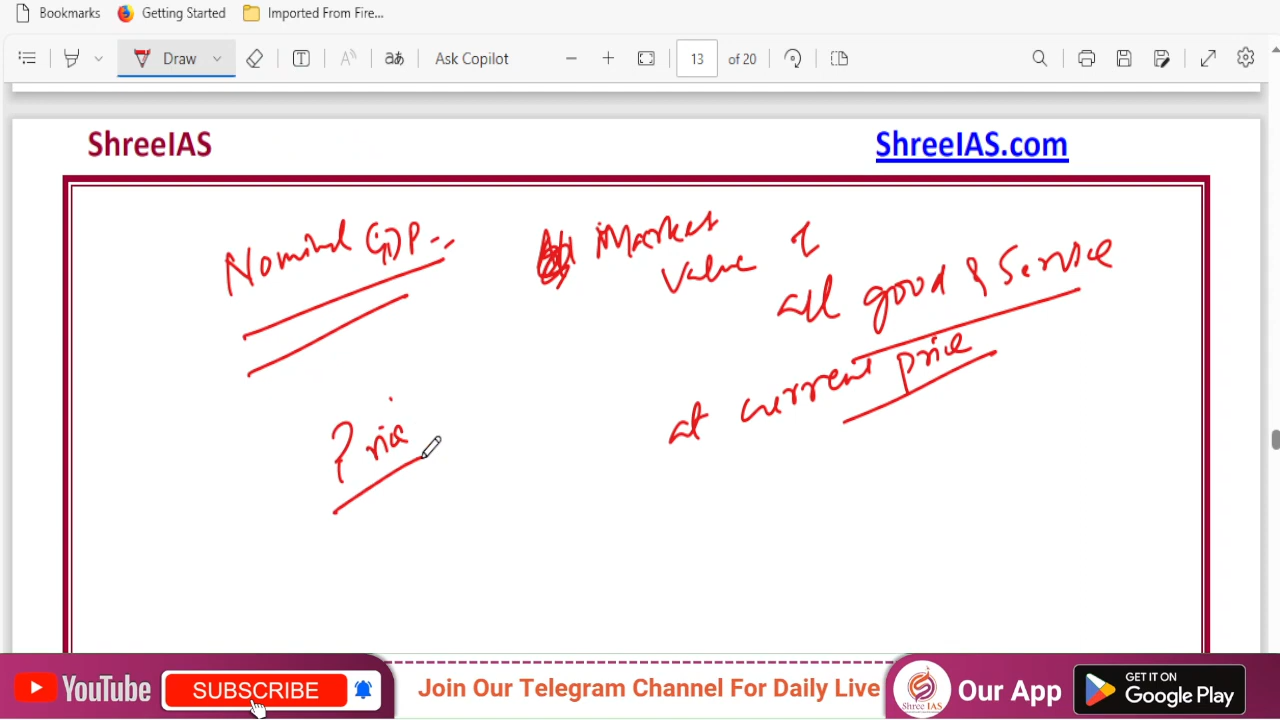 Bookmarks Getting Started Imported From Fire...
Draw Ask Copilot 13 of 20
ShreeIAS ShreeIAS.com
Nominal GDP -- Market
Value
all good & Service
at current price
Price
YouTube SUBSCRIBE Join Our Telegram Channel For Daily Live Shree IAS Our App GET IT ON Google Play